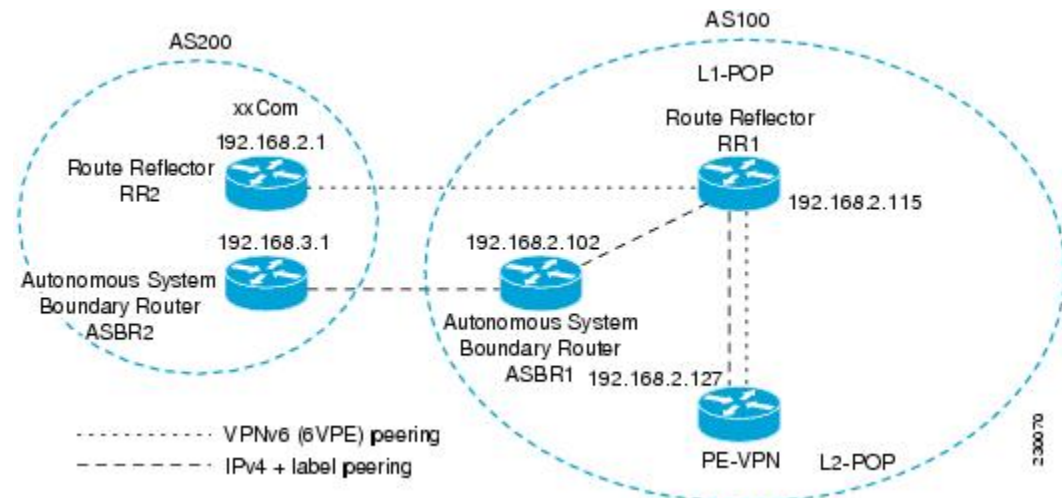 AS200
AS100
L1-POP
xxCom
192.168.2.1
Route Reflector
RR2
Route Reflector
RR1
192.168.2.115
192.168.3.1
Autonomous System
Boundary Router
ASBR2
192.168.2.102
Autonomous System
Boundary Router
ASBR1
192.168.2.127
PE-VPN
L2-POP
VPNv6 (6VPE) peering
IPv4 + label peering
230070